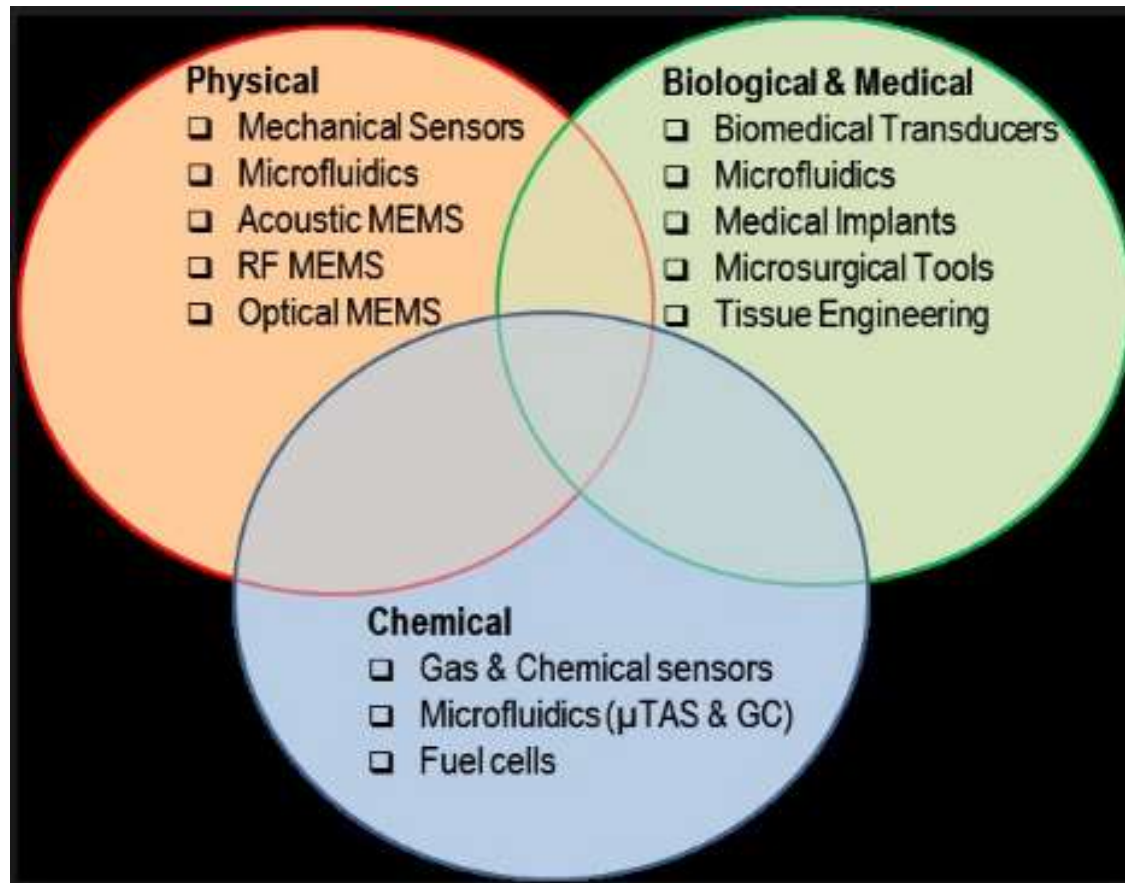 Physical
❑ Mechanical Sensors
❑ Microfluidics
❑ Acoustic MEMS
❑ RF MEMS
❑ Optical MEMS
Biological & Medical
❑ Biomedical Transducers
❑ Microfluidics
❑ Medical Implants
❑ Microsurgical Tools
❑ Tissue Engineering
Chemical
❑ Gas & Chemical sensors
❑ Microfluidics (µTAS & GC)
❑ Fuel cells